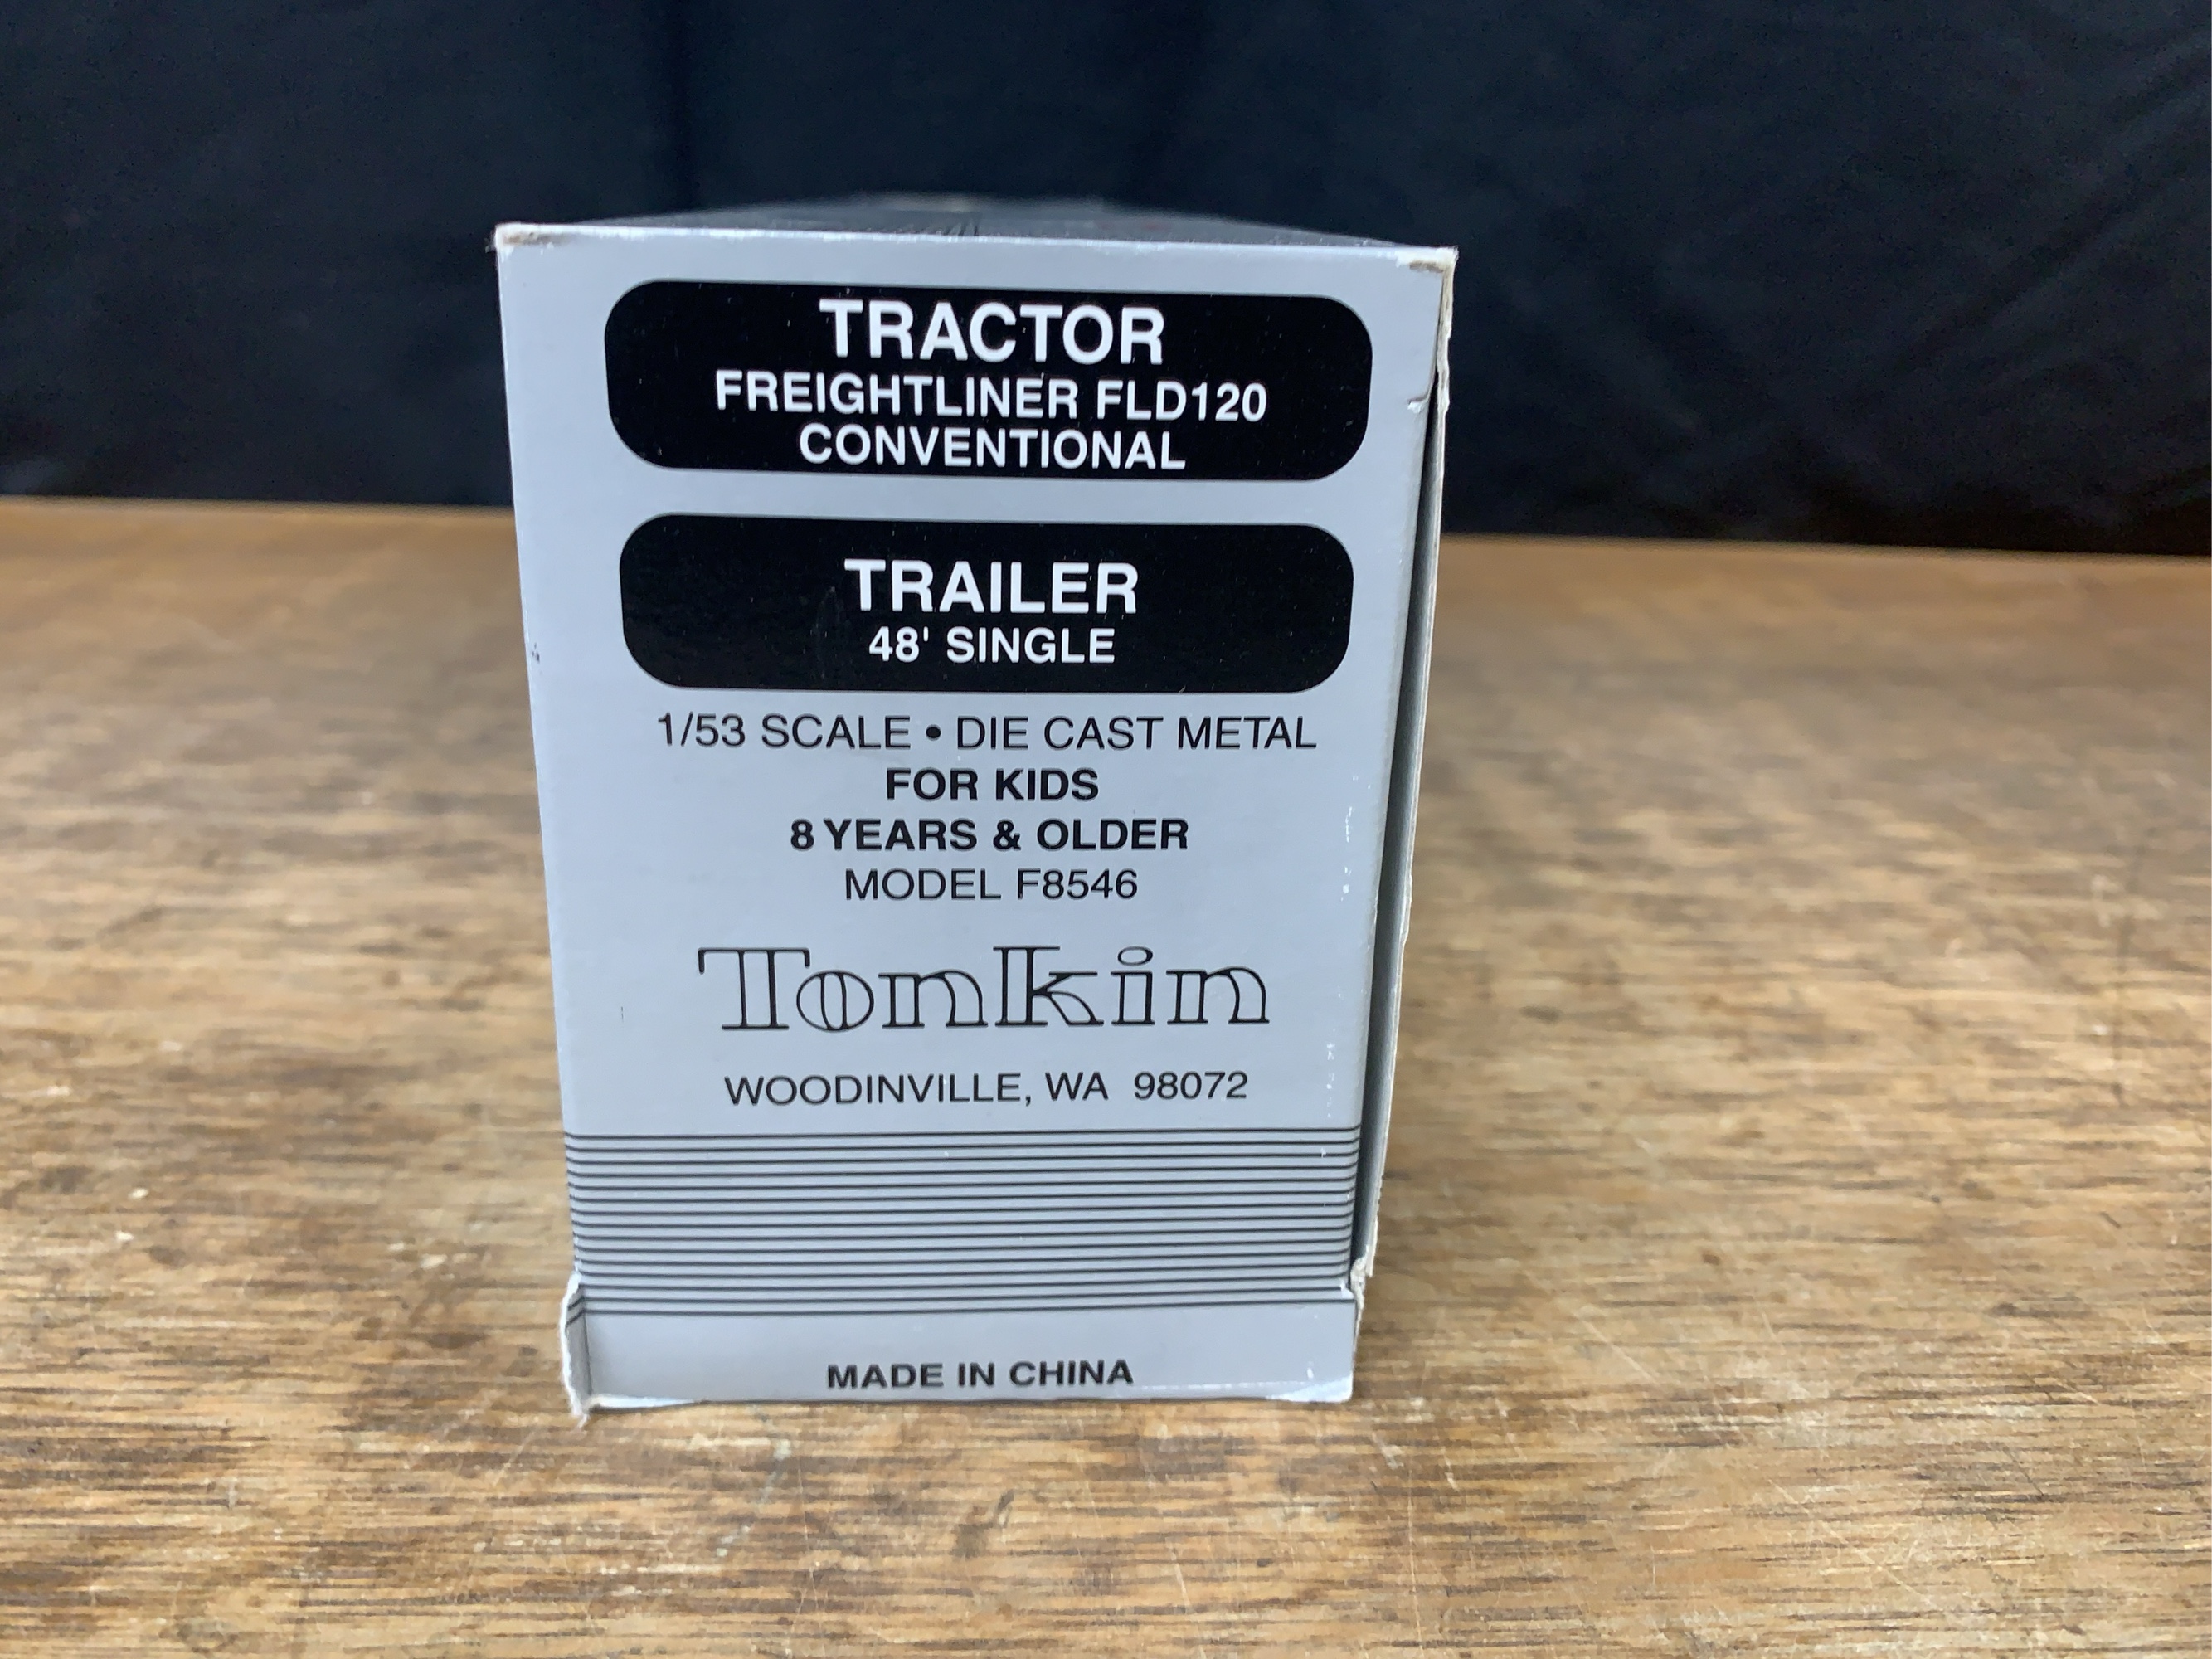 TRACTOR
FREIGHTLINER FLD120
CONVENTIONAL
TRAILER
48' SINGLE
1/53 SCALE • DIE CAST METAL
FOR KIDS
8 YEARS & OLDER
MODEL F8546
Tonkin
WOODINVILLE, WA 98072
MADE IN CHINA